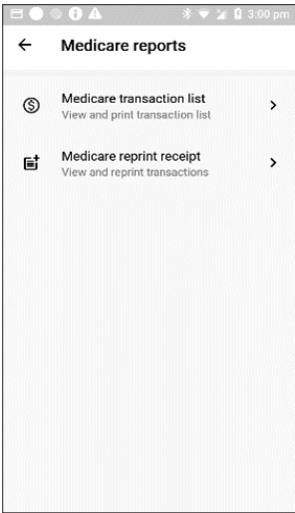 3:00 pm
Medicare reports
Medicare transaction list
View and print transaction list
Medicare reprint receipt
View and reprint transactions